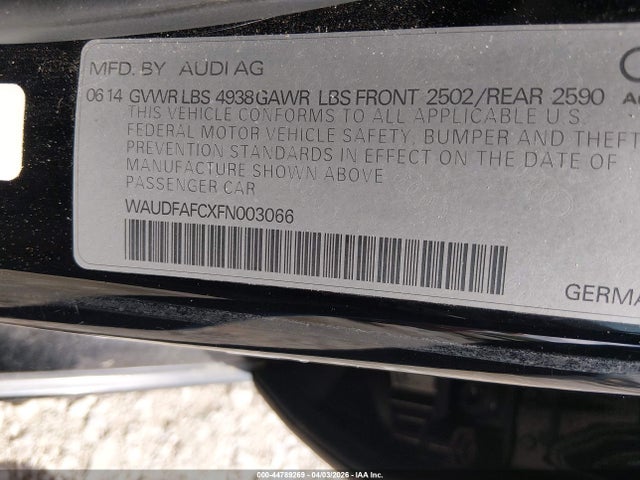 MFD. BY AUDI AG
06 14 GVWR LBS 4938 GAWR LBS FRONT 2502/REAR 2590
THIS VEHICLE CONFORMS TO ALL APPLICABLE U.S.
FEDERAL MOTOR VEHICLE SAFETY, BUMPER AND THEFT
PREVENTION STANDARDS IN EFFECT ON THE DATE OF
MANUFACTURE SHOWN ABOVE
PASSENGER CAR
WAUDFAFCXFN003066
GERMA
000-44789269 04/03/2026 IAA Inc.